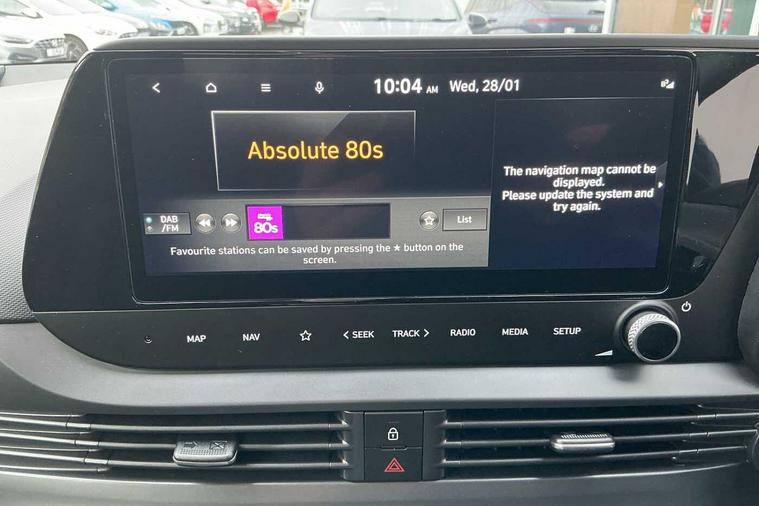 10:04 AM Wed, 28/01
Absolute 80s
The navigation map cannot be
displayed.
Please update the system and
try again.
DAB
/FM
80s
List
Favourite stations can be saved by pressing the ★ button on the
screen.
MAP
NAV
SEEK
TRACK
RADIO
MEDIA
SETUP